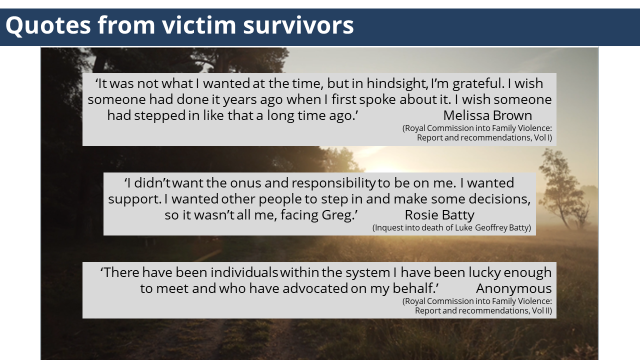 Quotes from victim survivors
‘It was not what I wanted at the time, but in hindsight, I’m grateful. I wish
someone had done it years ago when I first spoke about it. I wish someone
had stepped in like that a long time ago.’ Melissa Brown
(Royal Commission into Family Violence:
Report and recommendations, Vol I)
‘I didn’t want the onus and responsibility to be on me. I wanted
support. I wanted other people to step in and make some decisions,
so it wasn’t all me, facing Greg.’ Rosie Batty
(Inquest into death of Luke Geoffrey Batty)
‘There have been individuals within the system I have been lucky enough
to meet and who have advocated on my behalf.’ Anonymous
(Royal Commission into Family Violence:
Report and recommendations, Vol II)